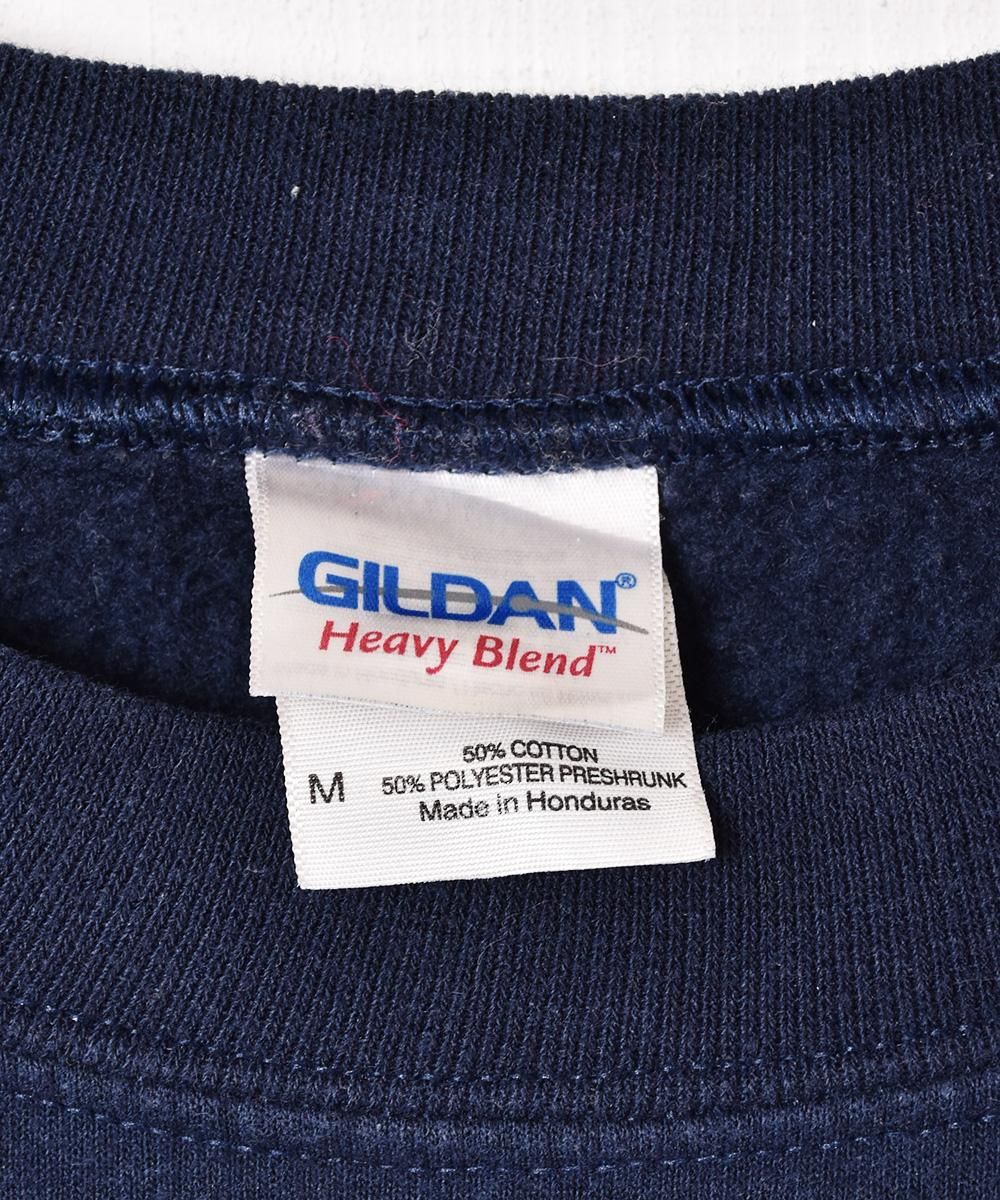 GILDAN®
Heavy Blend™
50% COTTON
M 50% POLYESTER PRESHRUNK
Made in Honduras